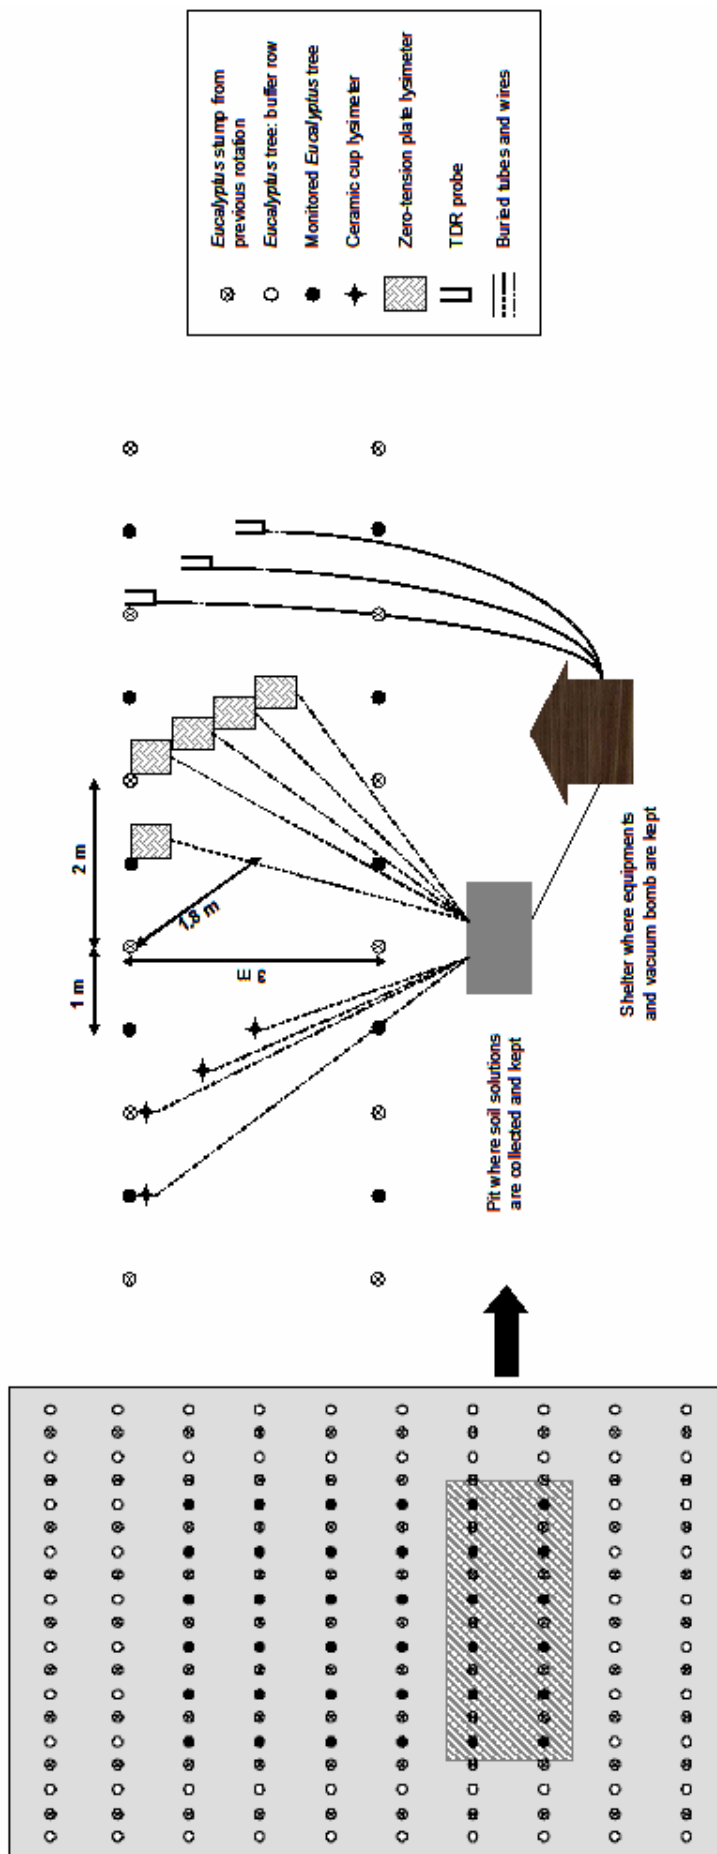 Eucalyptus stump from
previous rotation
Eucalyptus tree: buffer row
Monitored Eucalyptus tree
Ceramic cup lysimeter
Zero-tension plate lysimeter
TDR probe
Buried tubes and wires
1 m
2 m
1,8 m
3 m
Pit where soil solutions
are collected and kept
Shelter where equipments
and vacuum bomb are kept